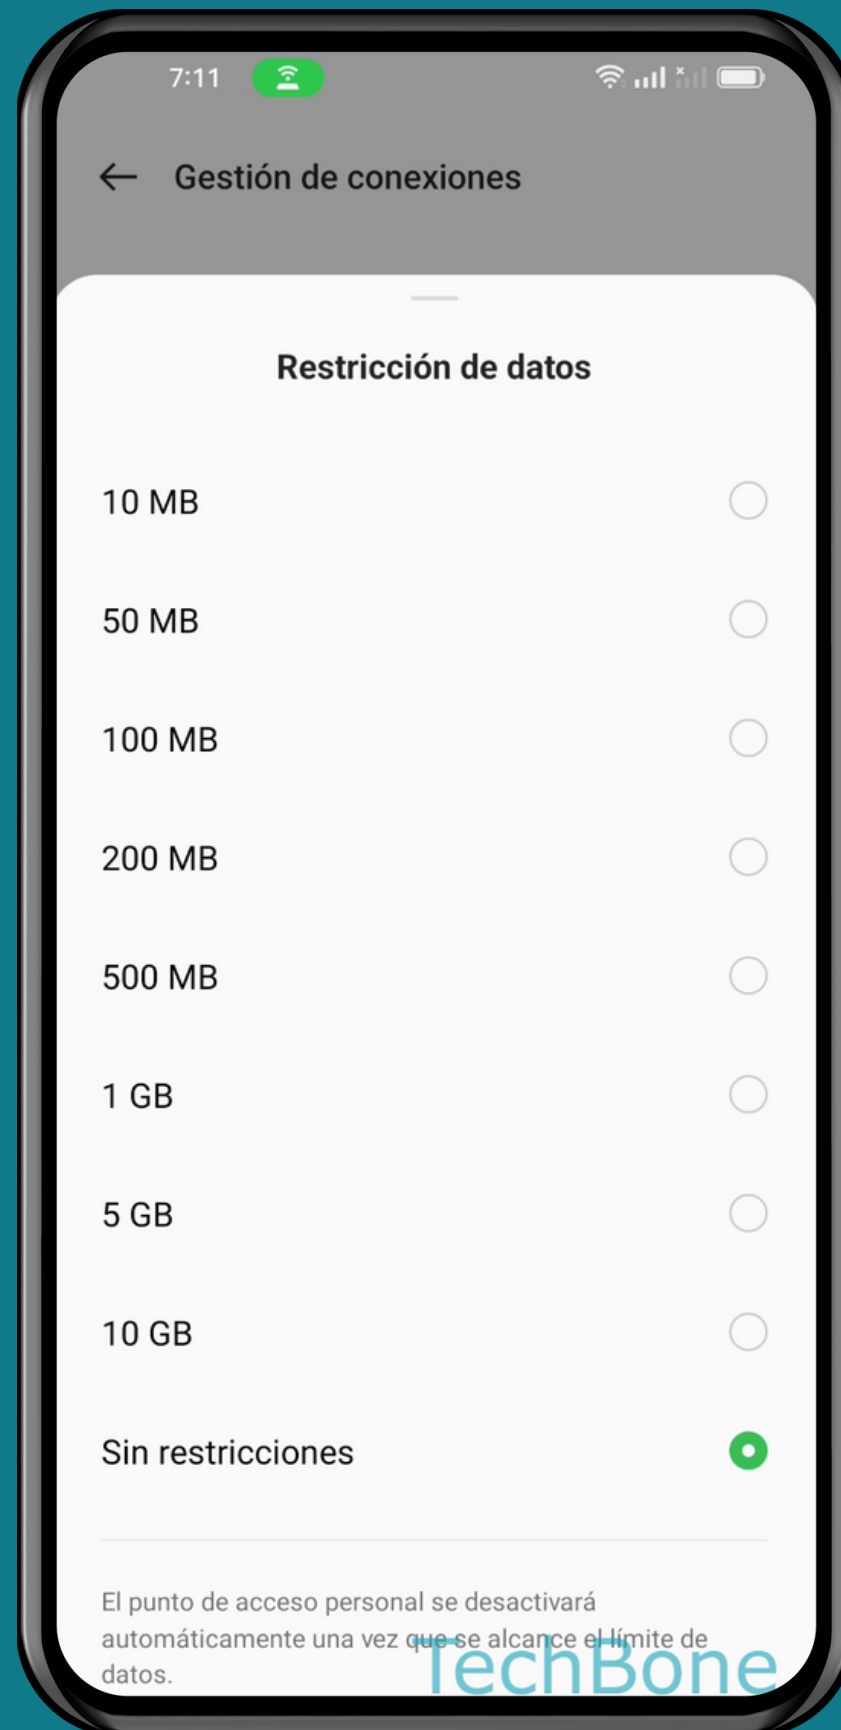 7:11
Gestión de conexiones
Restricción de datos
10 MB
50 MB
100 MB
200 MB
500 MB
1 GB
5 GB
10 GB
Sin restricciones
El punto de acceso personal se desactivará
automáticamente una vez que se alcance el límite de
datos.
TechBone